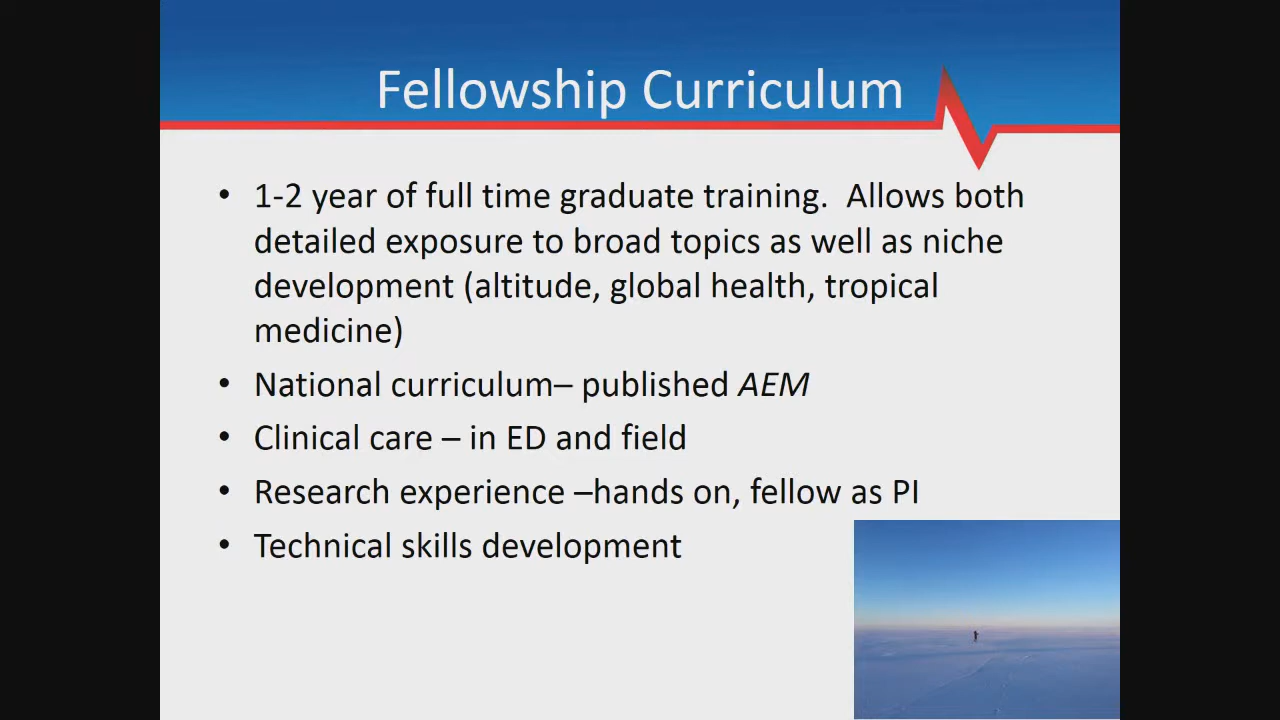 Fellowship Curriculum
• 1-2 year of full time graduate training.  Allows both
detailed exposure to broad topics as well as niche
development (altitude, global health, tropical
medicine)
• National curriculum– published AEM
• Clinical care – in ED and field
• Research experience –hands on, fellow as PI
• Technical skills development